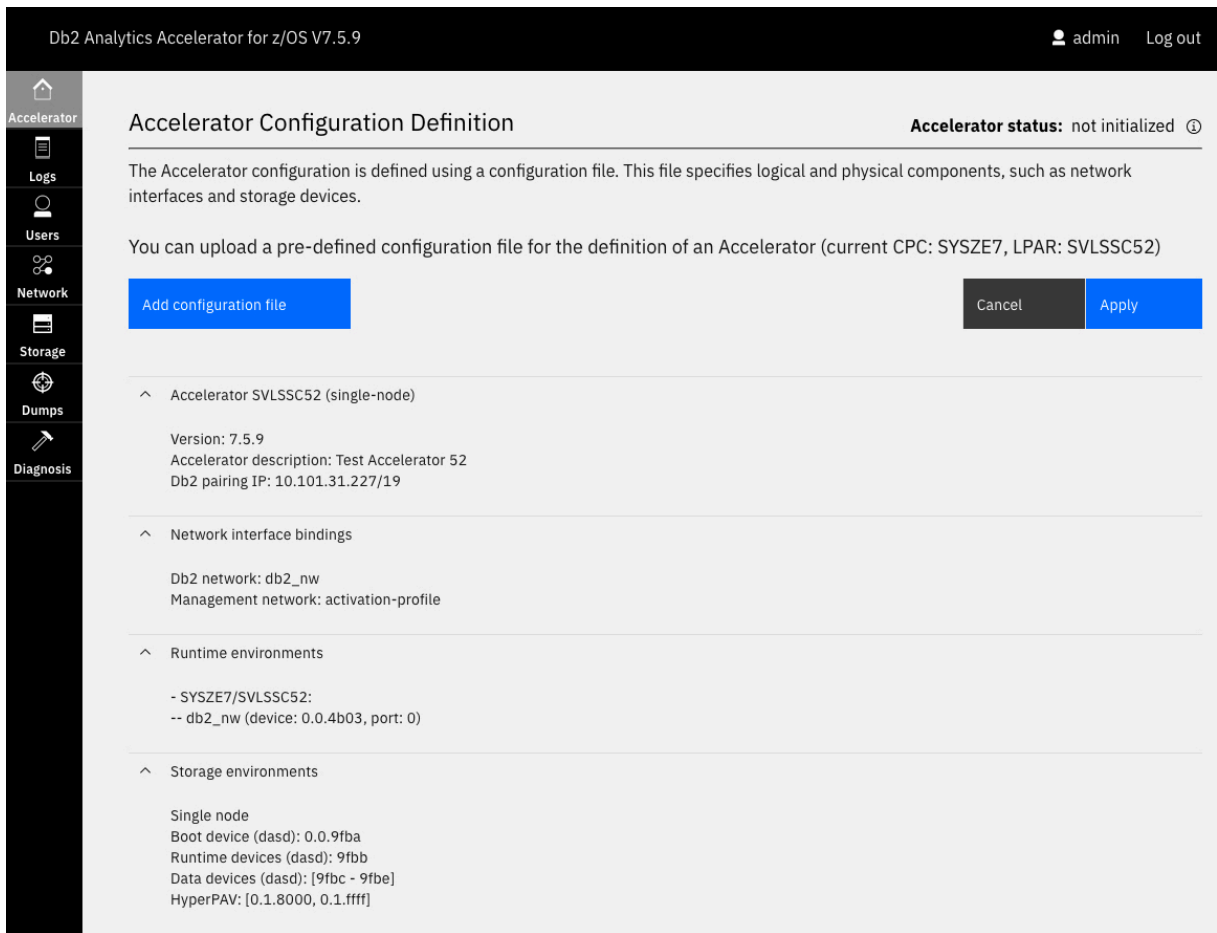 Db2 Analytics Accelerator for z/OS V7.5.9
admin
Log out
Accelerator
Logs
Users
Network
Storage
Dumps
Diagnosis
Accelerator Configuration Definition
Accelerator status: not initialized
The Accelerator configuration is defined using a configuration file. This file specifies logical and physical components, such as network
interfaces and storage devices.
You can upload a pre-defined configuration file for the definition of an Accelerator (current CPC: SYSZE7, LPAR: SVLSSC52)
Add configuration file
Cancel
Apply
Accelerator SVLSSC52 (single-node)
Version: 7.5.9
Accelerator description: Test Accelerator 52
Db2 pairing IP: 10.101.31.227/19
Network interface bindings
Db2 network: db2_nw
Management network: activation-profile
Runtime environments
- SYSZE7/SVLSSC52:
-- db2_nw (device: 0.0.4b03, port: 0)
Storage environments
Single node
Boot device (dasd): 0.0.9fba
Runtime devices (dasd): 9fbb
Data devices (dasd): [9fbc - 9fbe]
HyperPAV: [0.1.8000, 0.1.ffff]